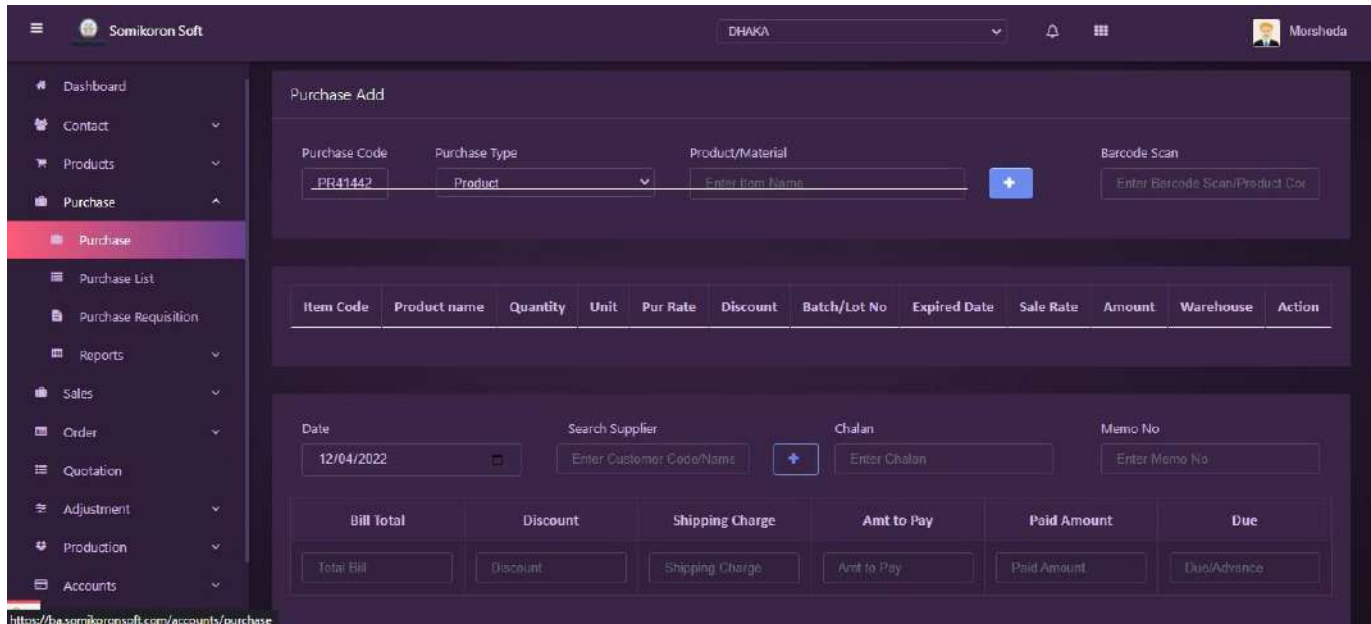 Somikoron Soft
DHAKA
Morsheda
Dashboard
Contact
Products
Purchase
Purchase
Purchase List
Purchase Requisition
Reports
Sales
Order
Quotation
Adjustment
Production
Accounts
https://ba.somikoronsoft.com/accounts/purchase
Purchase Add
Purchase Code Purchase Type Product/Material Barcode Scan
PR41442 Product Enter Item Name Enter Barcode Scan/Product Cor
Item Code Product name Quantity Unit Pur Rate Discount Batch/Lot No Expired Date Sale Rate Amount Warehouse Action
Date Search Supplier Chalan Memo No
12/04/2022 Enter Customer Code/Name Enter Chalan Enter Memo No
Bill Total Discount Shipping Charge Amt to Pay Paid Amount Due
Total Bill Discount Shipping Charge Amt to Pay Paid Amount Due/Advance